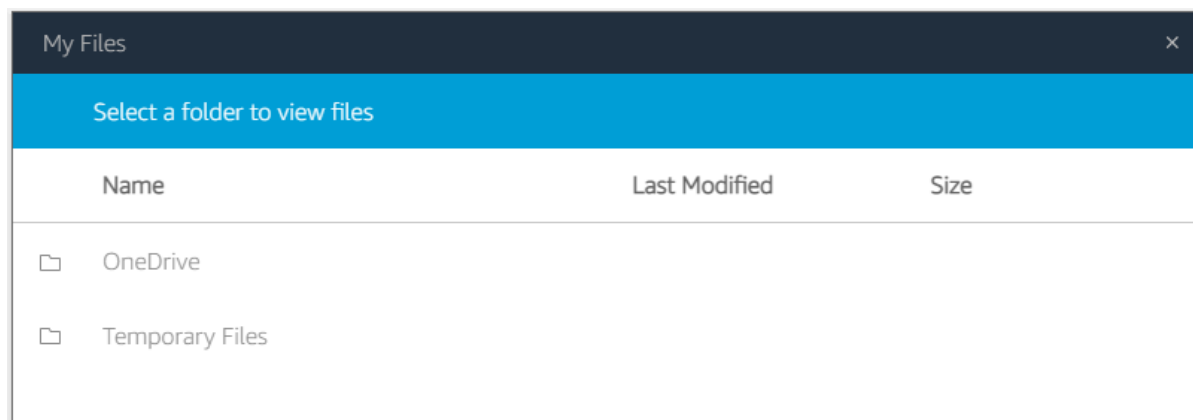 My Files
Select a folder to view files
Name Last Modified Size
OneDrive
Temporary Files